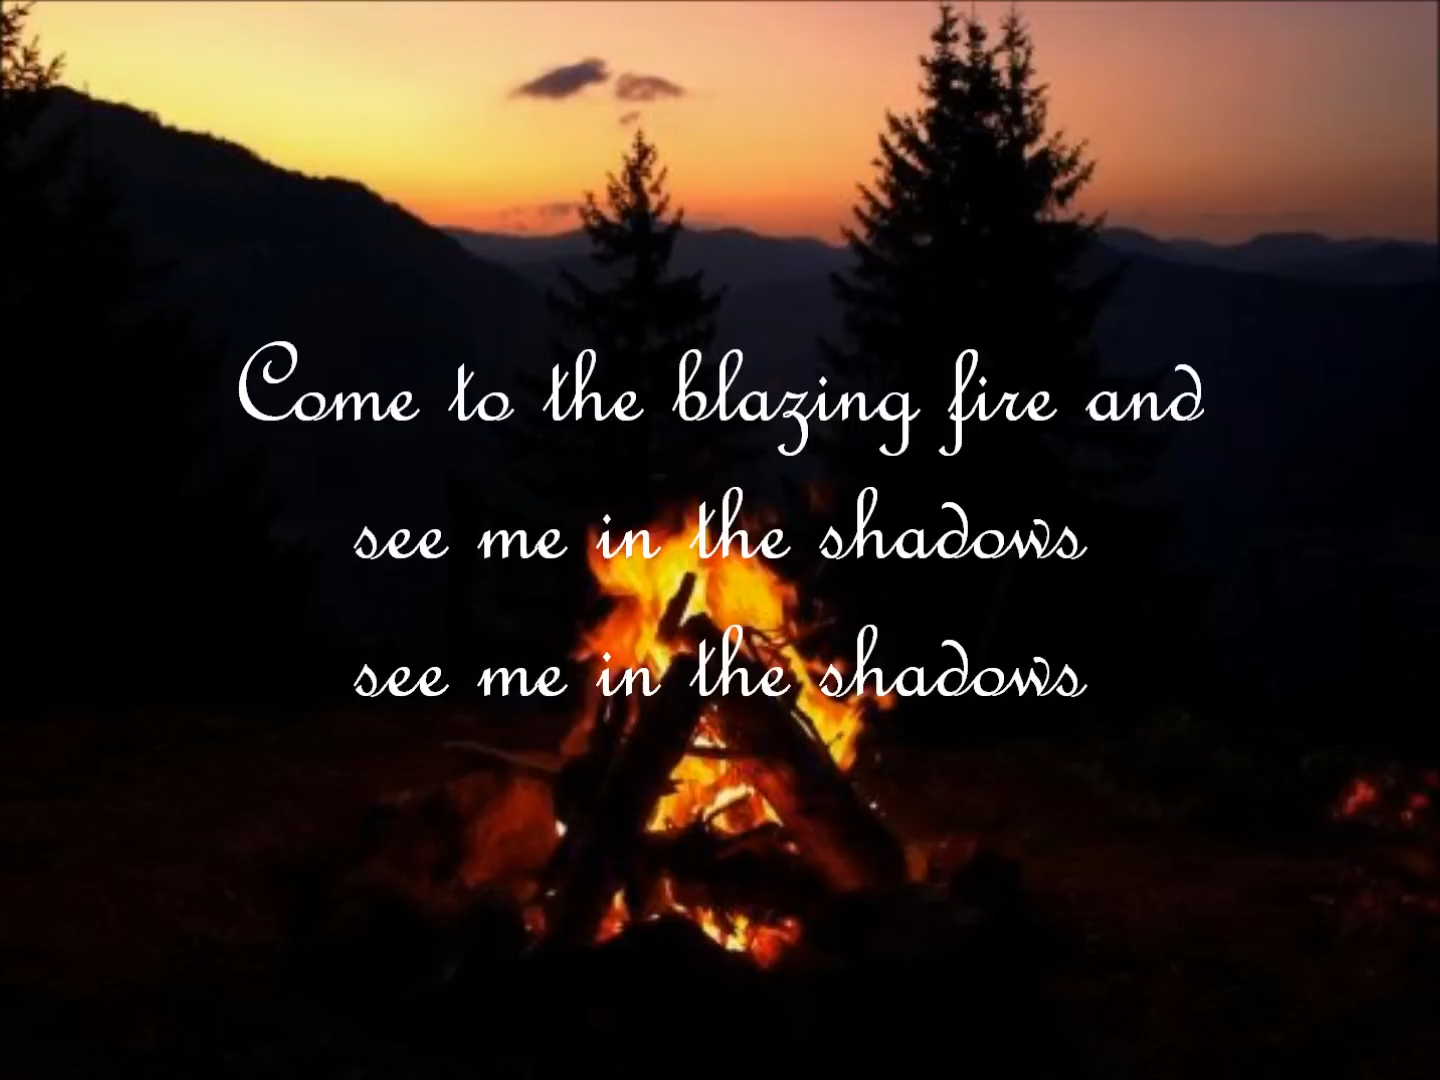 Come to the blazing fire and
see me in the shadows
see me in the shadows